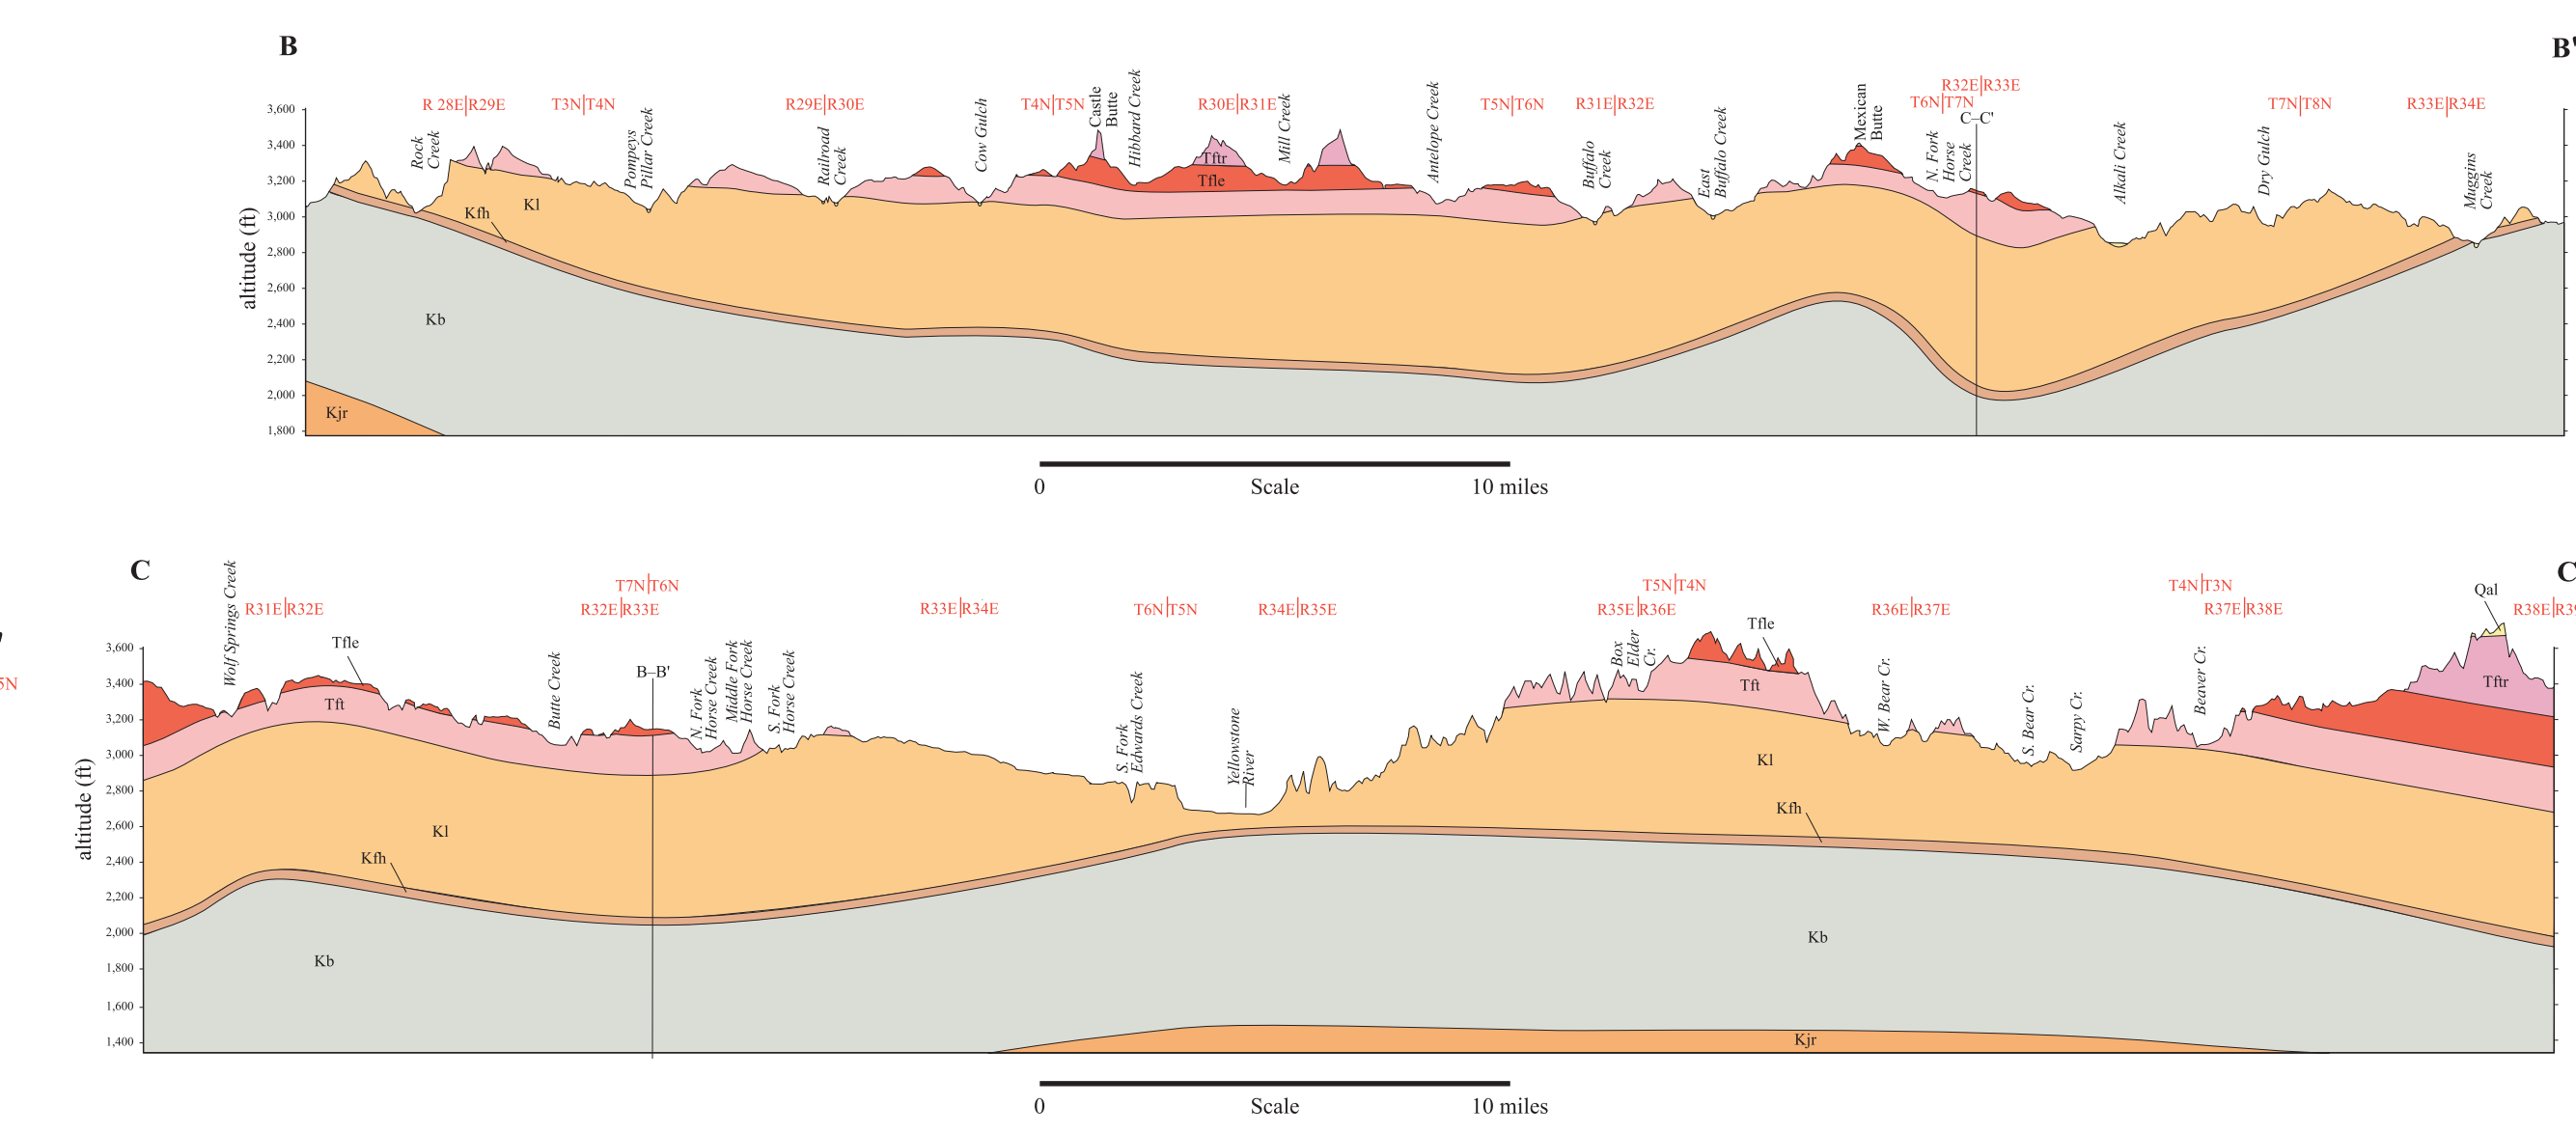 B
B'
R32E|R33E
R 28E|R29E
T3N|T4N
R29E|R30E
T4N|T5N
R30E|R31E
T5N|T6N
R31E|R32E
T6N|T7N
T7N|T8N
R33E|R34E
C–C'
Rock
Creek
Pompeys
Pillar Creek
Railroad
Creek
Cow Gulch
Castle
Butte
Hibbard Creek
Mill Creek
Antelope Creek
Buffalo
Creek
East
Buffalo Creek
Mexican
Butte
N. Fork
Horse
Creek
Alkali Creek
Dry Gulch
Muggins
Creek
altitude (ft)
3,600
3,400
3,200
3,000
2,800
2,600
2,400
2,200
2,000
1,800
Tftr
Tfle
Kl
Kfh
Kb
Kjr
0 Scale 10 miles
C
C
5N
T7N|T6N
T5N|T4N
T4N|T3N
R31E|R32E
R32E|R33E
R33E|R34E
T6N|T5N
R34E|R35E
R35E|R36E
R36E|R37E
R37E|R38E
R38E|R39
Wolf Springs Creek
Butte Creek
B–B'
N. Fork
Horse Creek
Middle Fork
Horse Creek
S. Fork
Horse Creek
S. Fork
Edwards Creek
Yellowstone
River
Box
Elder
Cr.
W. Bear Cr.
S. Bear Cr.
Sarpy Cr.
Beaver Cr.
Qal
Tfle
Tfle
Tft
Tft
Tftr
altitude (ft)
3,600
3,400
3,200
3,000
2,800
2,600
2,400
2,200
2,000
1,800
1,600
1,400
Kl
Kl
Kfh
Kfh
Kb
Kb
Kjr
0 Scale 10 miles